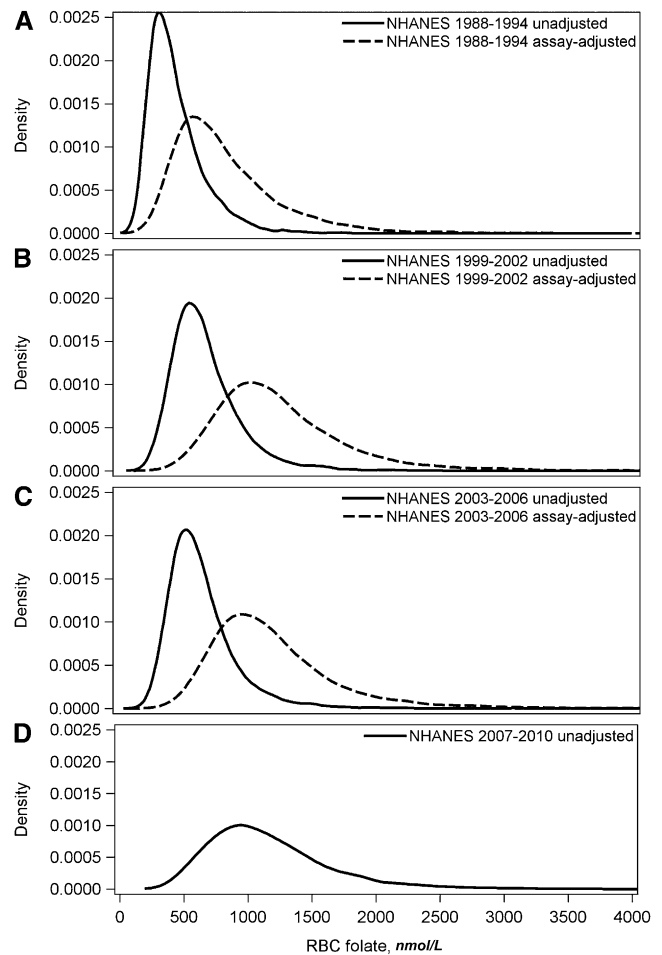 A
NHANES 1988-1994 unadjusted
NHANES 1988-1994 assay-adjusted
Density
0.0025
0.0020
0.0015
0.0010
0.0005
0.0000
B
NHANES 1999-2002 unadjusted
NHANES 1999-2002 assay-adjusted
Density
0.0025
0.0020
0.0015
0.0010
0.0005
0.0000
C
NHANES 2003-2006 unadjusted
NHANES 2003-2006 assay-adjusted
Density
0.0025
0.0020
0.0015
0.0010
0.0005
0.0000
D
NHANES 2007-2010 unadjusted
Density
0.0025
0.0020
0.0015
0.0010
0.0005
0.0000
0 500 1000 1500 2000 2500 3000 3500 4000
RBC folate, nmol/L